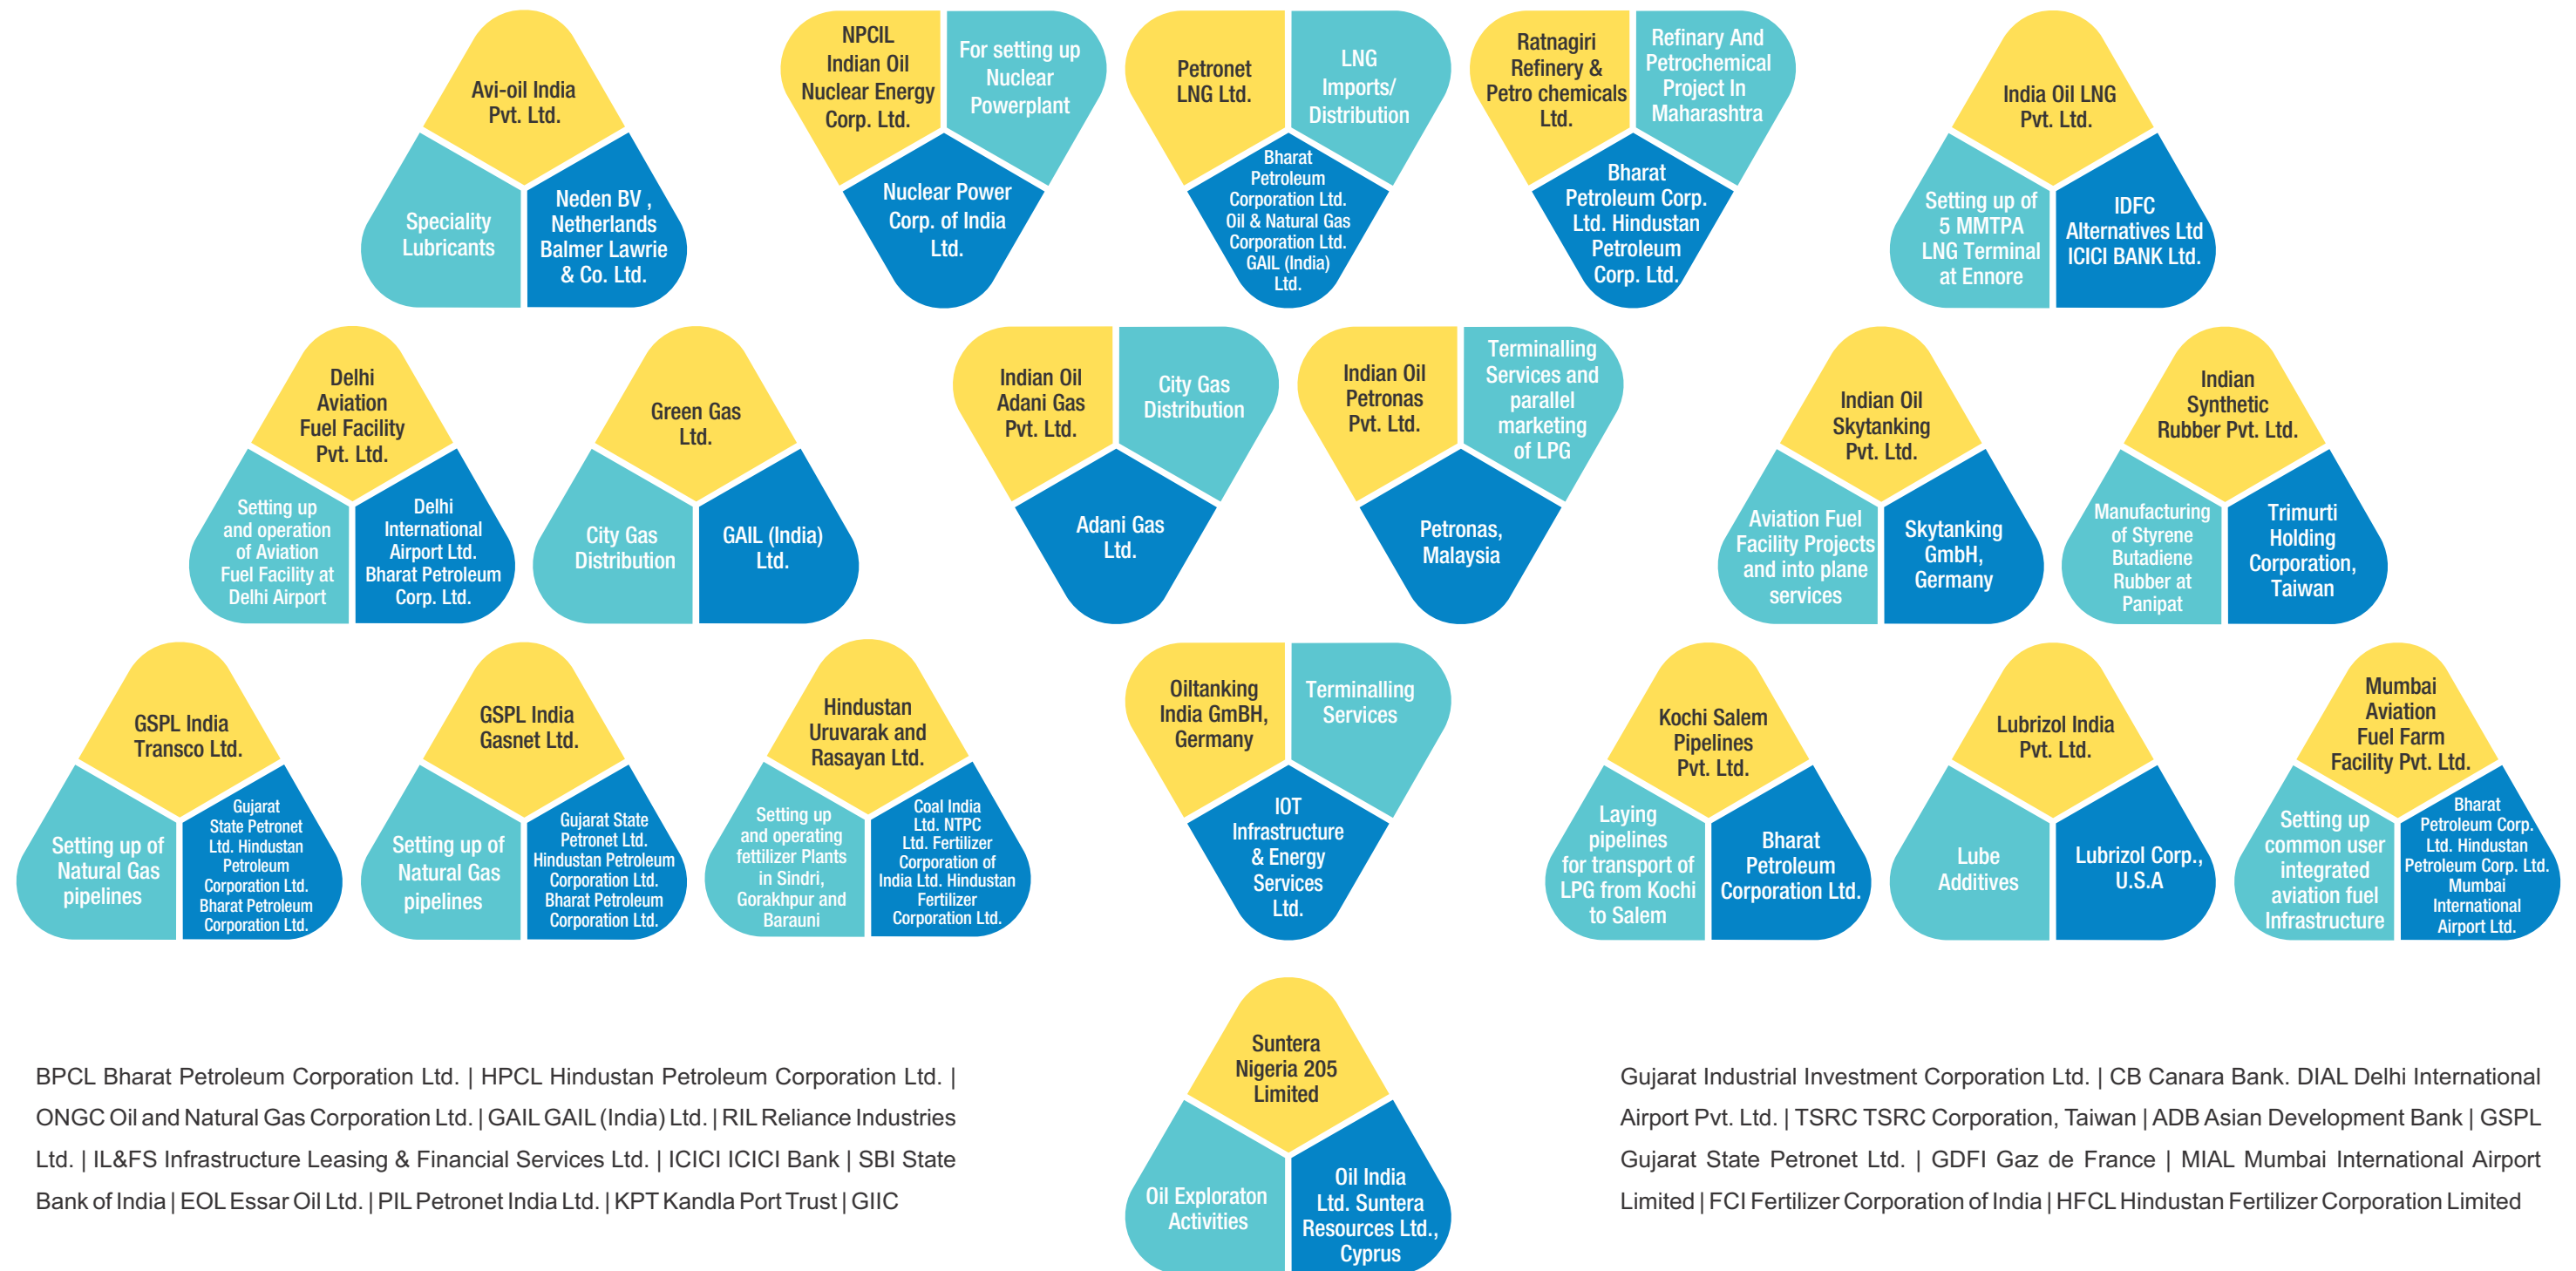 Avi-oil India
Pvt. Ltd.
Speciality
Lubricants
Neden BV ,
Netherlands
Balmer Lawrie
& Co. Ltd.
NPCIL
Indian Oil
Nuclear Energy
Corp. Ltd.
For setting up
Nuclear
Powerplant
Nuclear Power
Corp. of India
Ltd.
Petronet
LNG Ltd.
LNG
Imports/
Distribution
Bharat
Petroleum
Corporation Ltd.
Oil & Natural Gas
Corporation Ltd.
GAIL (India)
Ltd.
Ratnagiri
Refinery &
Petro chemicals
Ltd.
Refinary And
Petrochemical
Project In
Maharashtra
Bharat
Petroleum Corp.
Ltd. Hindustan
Petroleum
Corp. Ltd.
India Oil LNG
Pvt. Ltd.
Setting up of
5 MMTPA
LNG Terminal
at Ennore
IDFC
Alternatives Ltd
ICICI BANK Ltd.
Delhi
Aviation
Fuel Facility
Pvt. Ltd.
Setting up
and operation
of Aviation
Fuel Facility at
Delhi Airport
Delhi
International
Airport Ltd.
Bharat Petroleum
Corp. Ltd.
Green Gas
Ltd.
City Gas
Distribution
GAIL (India)
Ltd.
Indian Oil
Adani Gas
Pvt. Ltd.
City Gas
Distribution
Adani Gas
Ltd.
Indian Oil
Petronas
Pvt. Ltd.
Terminalling
Services and
parallel
marketing
of LPG
Petronas,
Malaysia
Indian Oil
Skytanking
Pvt. Ltd.
Aviation Fuel
Facility Projects
and into plane
services
Skytanking
GmbH,
Germany
Indian
Synthetic
Rubber Pvt. Ltd.
Manufacturing
of Styrene
Butadiene
Rubber at
Panipat
Trimurti
Holding
Corporation,
Taiwan
GSPL India
Transco Ltd.
Setting up of
Natural Gas
pipelines
Gujarat
State Petronet
Ltd. Hindustan
Petroleum
Corporation Ltd.
Bharat Petroleum
Corporation Ltd.
GSPL India
Gasnet Ltd.
Setting up of
Natural Gas
pipelines
Gujarat State
Petronet Ltd.
Hindustan Petroleum
Corporation Ltd.
Bharat Petroleum
Corporation Ltd.
Hindustan
Uruvarak and
Rasayan Ltd.
Setting up
and operating
fettilizer Plants
in Sindri,
Gorakhpur and
Barauni
Coal India
Ltd. NTPC
Ltd. Fertilizer
Corporation of
India Ltd. Hindustan
Fertilizer
Corporation Ltd.
Oiltanking
India GmBH,
Germany
Terminalling
Services
IOT
Infrastructure
& Energy
Services
Ltd.
Kochi Salem
Pipelines
Pvt. Ltd.
Laying
pipelines
for transport of
LPG from Kochi
to Salem
Bharat
Petroleum
Corporation Ltd.
Lubrizol India
Pvt. Ltd.
Lube
Additives
Lubrizol Corp.,
U.S.A
Mumbai
Aviation
Fuel Farm
Facility Pvt. Ltd.
Setting up
common user
integrated
aviation fuel
Infrastructure
Bharat
Petroleum Corp.
Ltd. Hindustan
Petroleum Corp. Ltd.
Mumbai
International
Airport Ltd.
Suntera
Nigeria 205
Limited
Oil Exploraton
Activities
Oil India
Ltd. Suntera
Resources Ltd.,
Cyprus
BPCL Bharat Petroleum Corporation Ltd. | HPCL Hindustan Petroleum Corporation Ltd. |
ONGC Oil and Natural Gas Corporation Ltd. | GAIL GAIL (India) Ltd. | RIL Reliance Industries
Ltd. | IL&FS Infrastructure Leasing & Financial Services Ltd. | ICICI ICICI Bank | SBI State
Bank of India | EOL Essar Oil Ltd. | PIL Petronet India Ltd. | KPT Kandla Port Trust | GIIC
Gujarat Industrial Investment Corporation Ltd. | CB Canara Bank. DIAL Delhi International
Airport Pvt. Ltd. | TSRC TSRC Corporation, Taiwan | ADB Asian Development Bank | GSPL
Gujarat State Petronet Ltd. | GDFI Gaz de France | MIAL Mumbai International Airport
Limited | FCI Fertilizer Corporation of India | HFCL Hindustan Fertilizer Corporation Limited